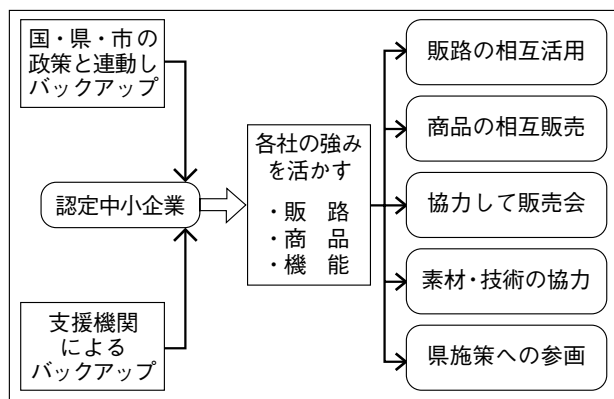 国・県・市の
政策と連動し
バックアップ
認定中小企業
支援機関
による
バックアップ
各社の強み
を活かす
・販　路
・商　品
・機　能
販路の相互活用
商品の相互販売
協力して販売会
素材・技術の協力
県施策への参画